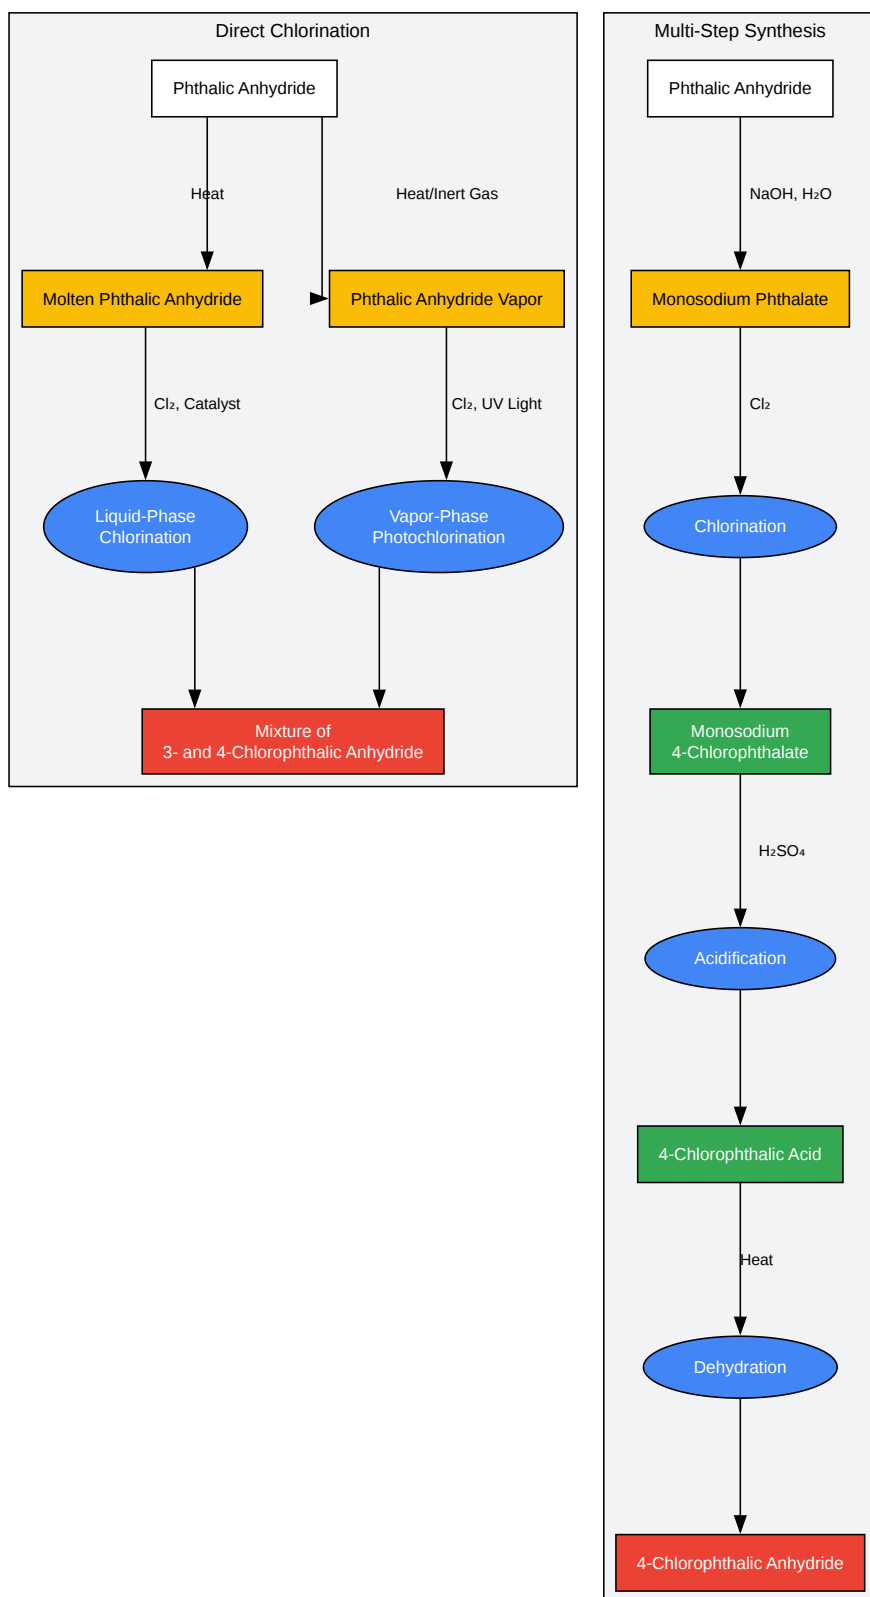 Direct Chlorination
Phthalic Anhydride
Heat
Heat/Inert Gas
Molten Phthalic Anhydride
Phthalic Anhydride Vapor
Cl₂, Catalyst
Cl₂, UV Light
Liquid-Phase
Chlorination
Vapor-Phase
Photochlorination
Mixture of
3- and 4-Chlorophthalic Anhydride
Multi-Step Synthesis
Phthalic Anhydride
NaOH, H₂O
Monosodium Phthalate
Cl₂
Chlorination
Monosodium
4-Chlorophthalate
H₂SO₄
Acidification
4-Chlorophthalic Acid
Heat
Dehydration
4-Chlorophthalic Anhydride